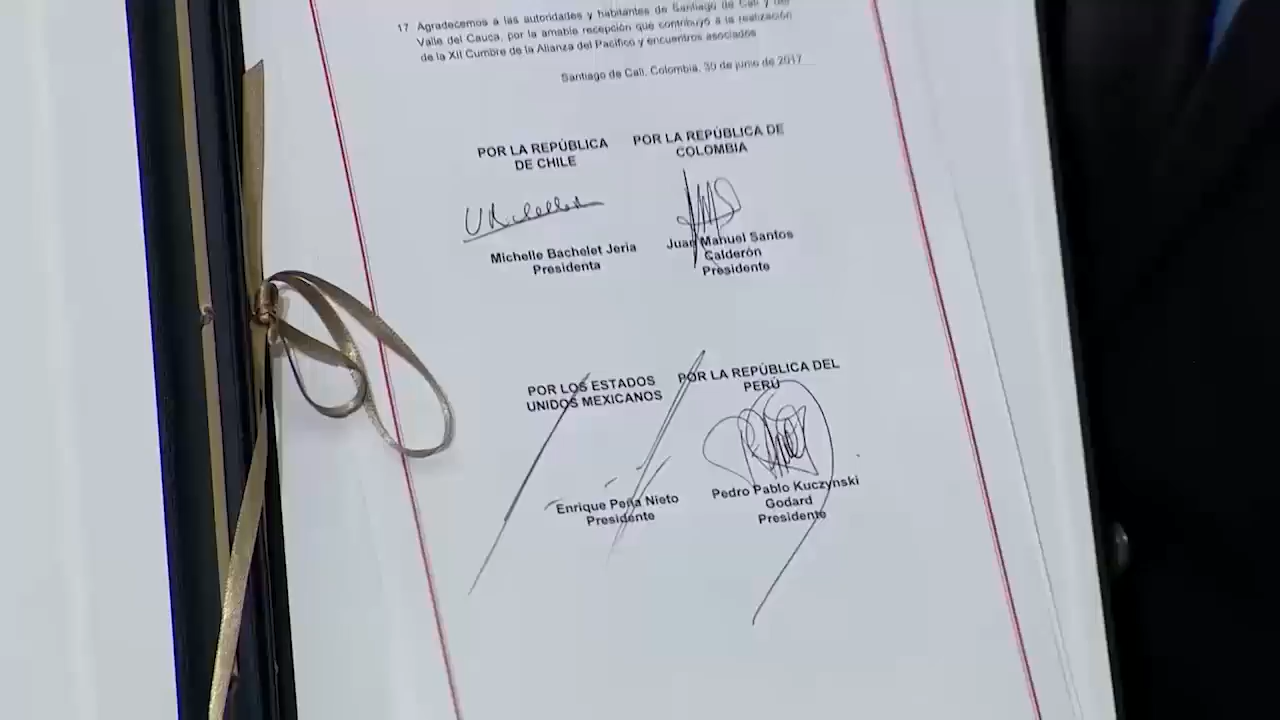 17 Agradecemos a las autoridades y habitantes de Santiago de Cali y del
Valle del Cauca, por la amable recepción que contribuyó a la realización
de la XII Cumbre de la Alianza del Pacífico y encuentros asociados
Santiago de Cali, Colombia, 30 de junio de 2017
POR LA REPÚBLICA
DE CHILE
Michelle Bachelet Jeria
Presidenta
POR LA REPÚBLICA DE
COLOMBIA
Juan Manuel Santos
Calderón
Presidente
POR LOS ESTADOS
UNIDOS MEXICANOS
Enrique Peña Nieto
Presidente
POR LA REPÚBLICA DEL
PERÚ
Pedro Pablo Kuczynski
Godard
Presidente